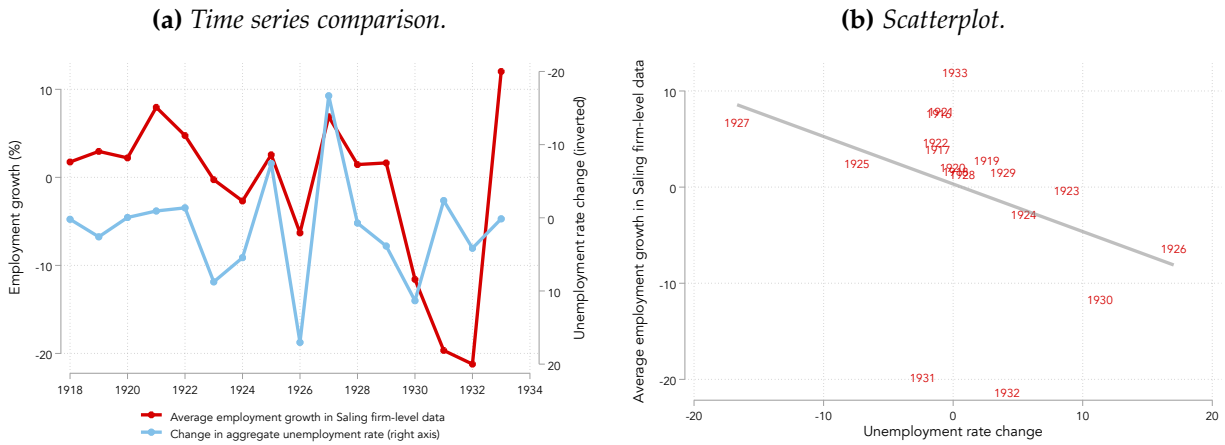 (a) Time series comparison.
Employment growth (%)
10
0
-10
-20
-20
-10
0
10
20
Unemployment rate change (inverted)
1918 1920 1922 1924 1926 1928 1930 1932 1934
Average employment growth in Saling firm-level data
Change in aggregate unemployment rate (right axis)
(b) Scatterplot.
Average employment growth in Saling firm-level data
10
0
-10
-20
1933
1916
1927
1922
1917
1925
1919
1920
1928
1929
1923
1924
1926
1930
1931
1932
-20 -10 0 10 20
Unemployment rate change